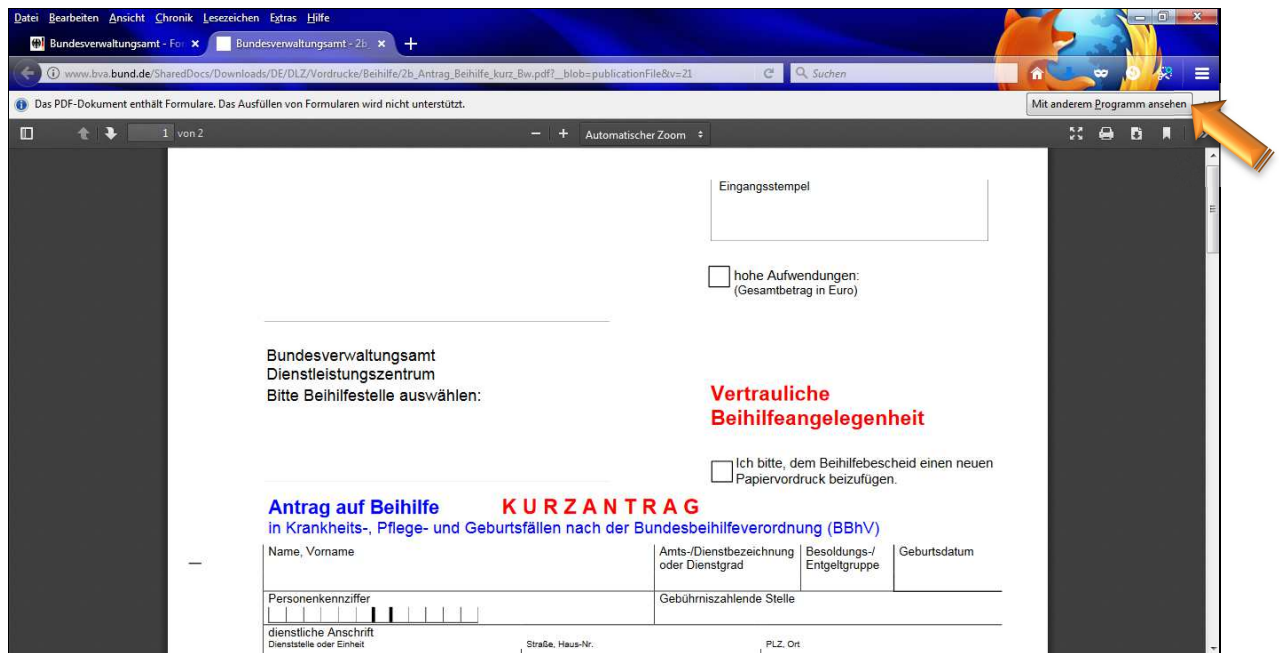 Datei Bearbeiten Ansicht Chronik Lesezeichen Extras Hilfe
Bundesverwaltungsamt - For
Bundesverwaltungsamt - 2b_
www.bva.bund.de/SharedDocs/Downloads/DE/DLZ/Vordrucke/Beihilfe/2b_Antrag_Beihilfe_kurz_Bw.pdf?__blob=publicationFile&v=21
Suchen
Das PDF-Dokument enthält Formulare. Das Ausfüllen von Formularen wird nicht unterstützt.
Mit anderem Programm ansehen
1 von 2
Automatischer Zoom
Eingangsstempel
hohe Aufwendungen:
(Gesamtbetrag in Euro)
Bundesverwaltungsamt
Dienstleistungszentrum
Bitte Beihilfestelle auswählen:
Vertrauliche
Beihilfeangelegenheit
Ich bitte, dem Beihilfebescheid einen neuen
Papiervordruck beizufügen.
Antrag auf Beihilfe K U R Z A N T R A G
in Krankheits-, Pflege- und Geburtsfällen nach der Bundesbeihilfeverordnung (BBhV)
Name, Vorname
Amts-/Dienstbezeichnung
oder Dienstgrad
Besoldungs-/
Entgeltgruppe
Geburtsdatum
Personenkennziffer
Gebührniszahlende Stelle
dienstliche Anschrift
Dienststelle oder Einheit
Straße, Haus-Nr.
PLZ, Ort